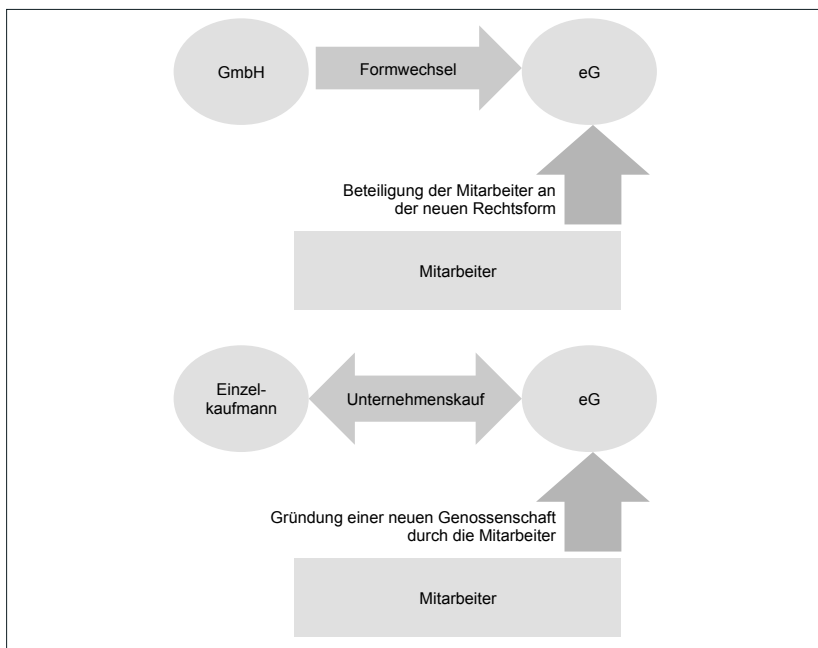 GmbH
Formwechsel
eG
Beteiligung der Mitarbeiter an
der neuen Rechtsform
Mitarbeiter
Einzel-
kaufmann
Unternehmenskauf
eG
Gründung einer neuen Genossenschaft
durch die Mitarbeiter
Mitarbeiter